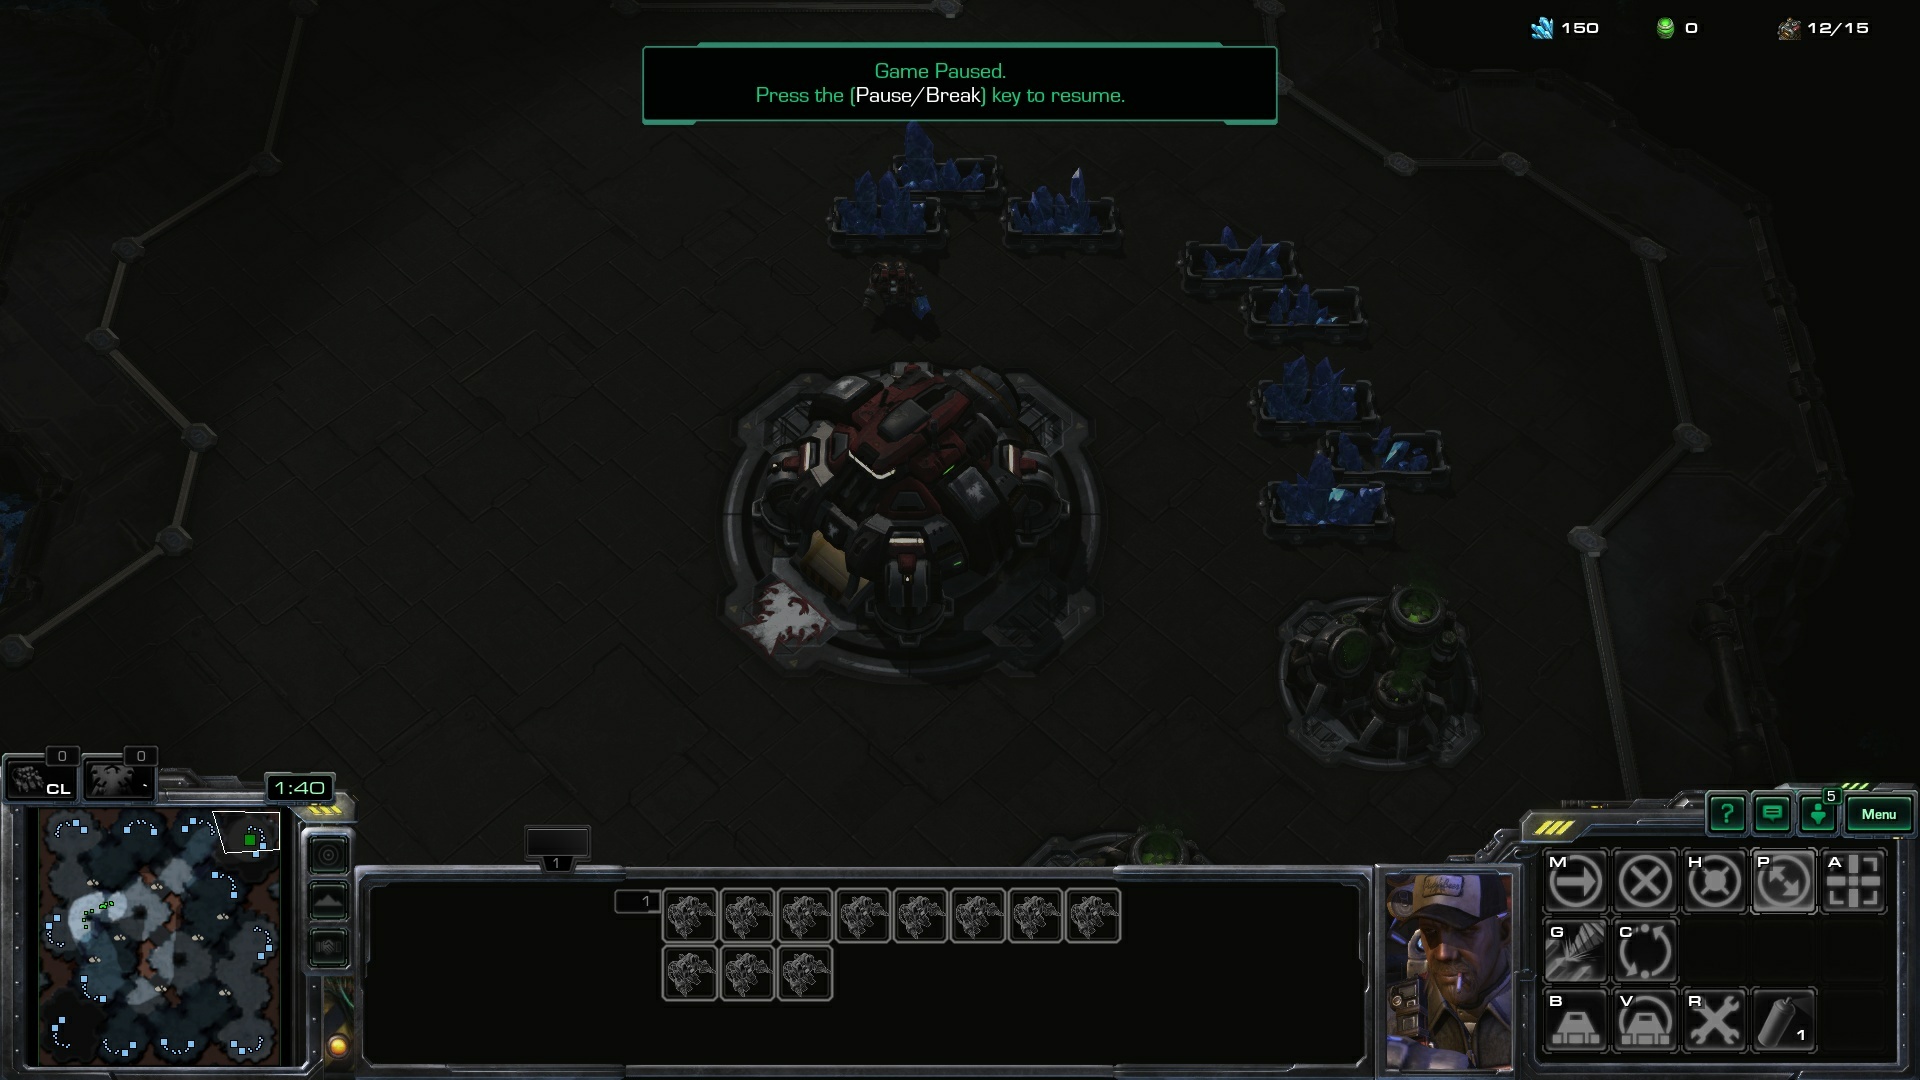 150
0
12/15
Game Paused.
Press the (Pause/Break) key to resume.
0
0
CL
`
1:40
5
?
Menu
1
1
M
H
P
A
G
C
B
V
R
1